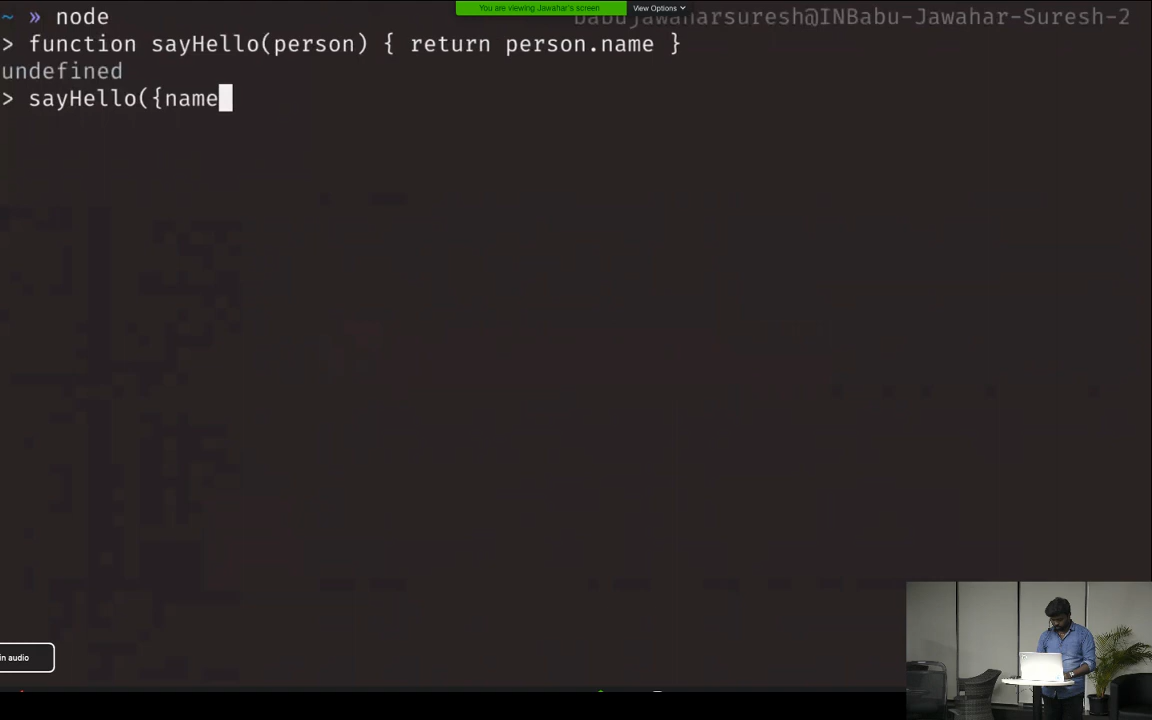 You are viewing Jawahar's screen
View Options
~ » node
babujawaharsuresh@INBabu-Jawahar-Suresh-2
> function sayHello(person) { return person.name }
undefined
> sayHello({name
in audio